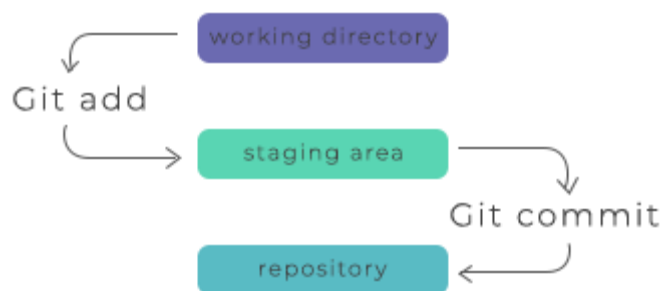 working directory
Git add
staging area
Git commit
repository